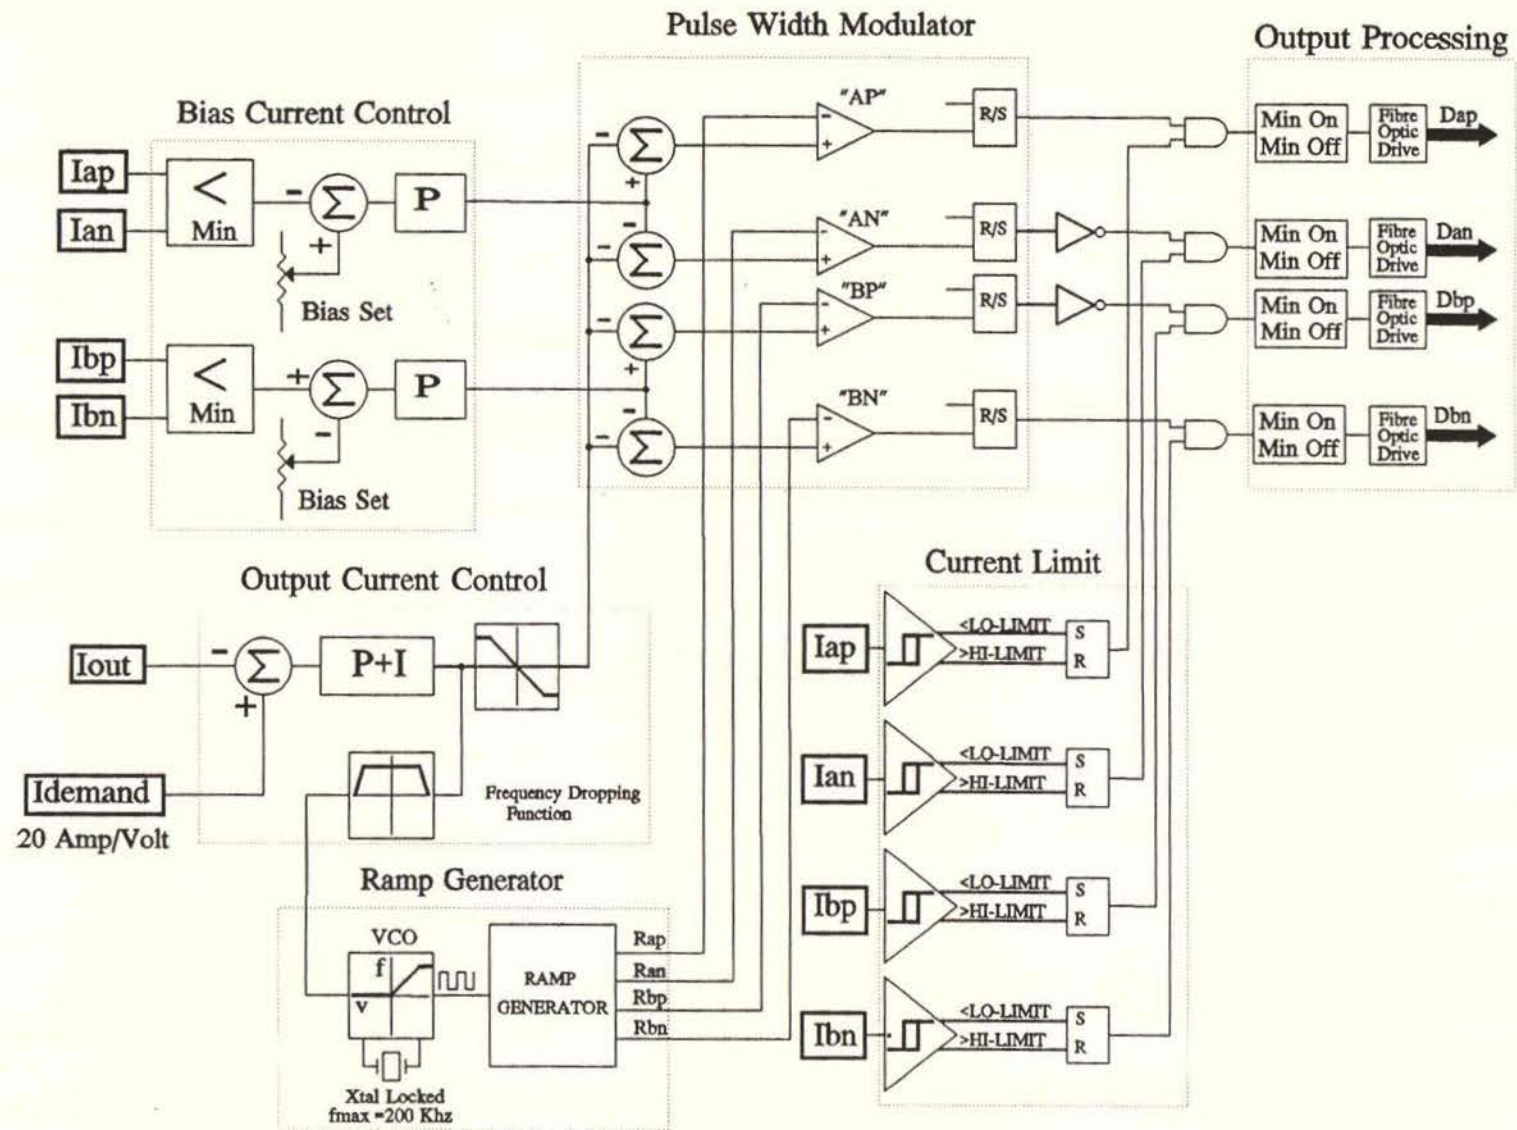 Pulse Width Modulator
Output Processing
Bias Current Control
Iap
Ian
<
Min
-
Σ
+
P
Bias Set
Ibp
Ibn
<
Min
+
Σ
-
P
Bias Set
-
Σ
+
-
-
Σ
-
Σ
+
-
-
Σ
"AP"
-
+
R/S
"AN"
-
+
R/S
"BP"
-
+
R/S
"BN"
-
+
R/S
Min On
Min Off
Fibre
Optic
Drive
Dap
Min On
Min Off
Fibre
Optic
Drive
Dan
Min On
Min Off
Fibre
Optic
Drive
Dbp
Min On
Min Off
Fibre
Optic
Drive
Dbn
Output Current Control
Iout
-
Σ
+
P+I
Idemand
20 Amp/Volt
Frequency Dropping
Function
Ramp Generator
VCO
f
v
Xtal Locked
fmax =200 Khz
RAMP
GENERATOR
Rap
Ran
Rbp
Rbn
Current Limit
Iap
<LO-LIMIT
>HI-LIMIT
S
R
Ian
<LO-LIMIT
>HI-LIMIT
S
R
Ibp
<LO-LIMIT
>HI-LIMIT
S
R
Ibn
<LO-LIMIT
>HI-LIMIT
S
R